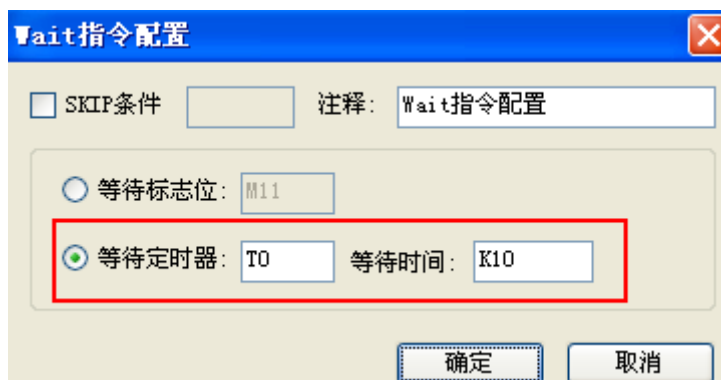 Wait指令配置
SKIP条件 注释: Wait指令配置
等待标志位: M11
等待定时器: T0 等待时间: K10
确定 取消